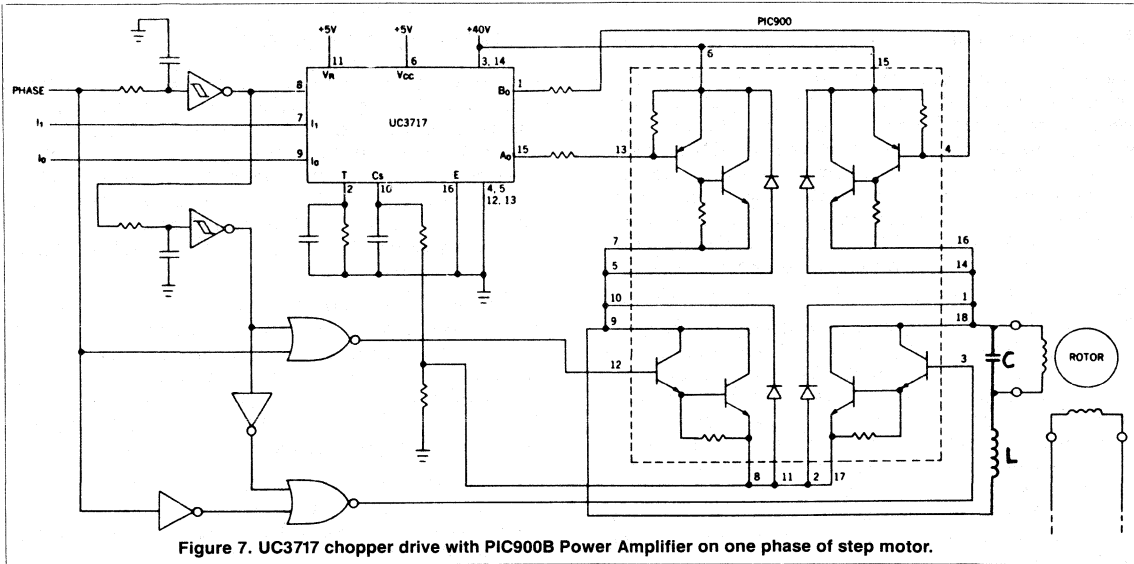 PIC900
+5V
+5V
+40V
11
6
3, 14
6
15
VR
VCC
PHASE
8
1
BO
I1
7
I1
UC3717
I0
9
I0
AO
15
13
4
T
CS
E
2
10
16
4, 5
12, 13
7
16
5
14
10
1
9
18
12
3
C
ROTOR
L
8
11
2
17
Figure 7. UC3717 chopper drive with PIC900B Power Amplifier on one phase of step motor.